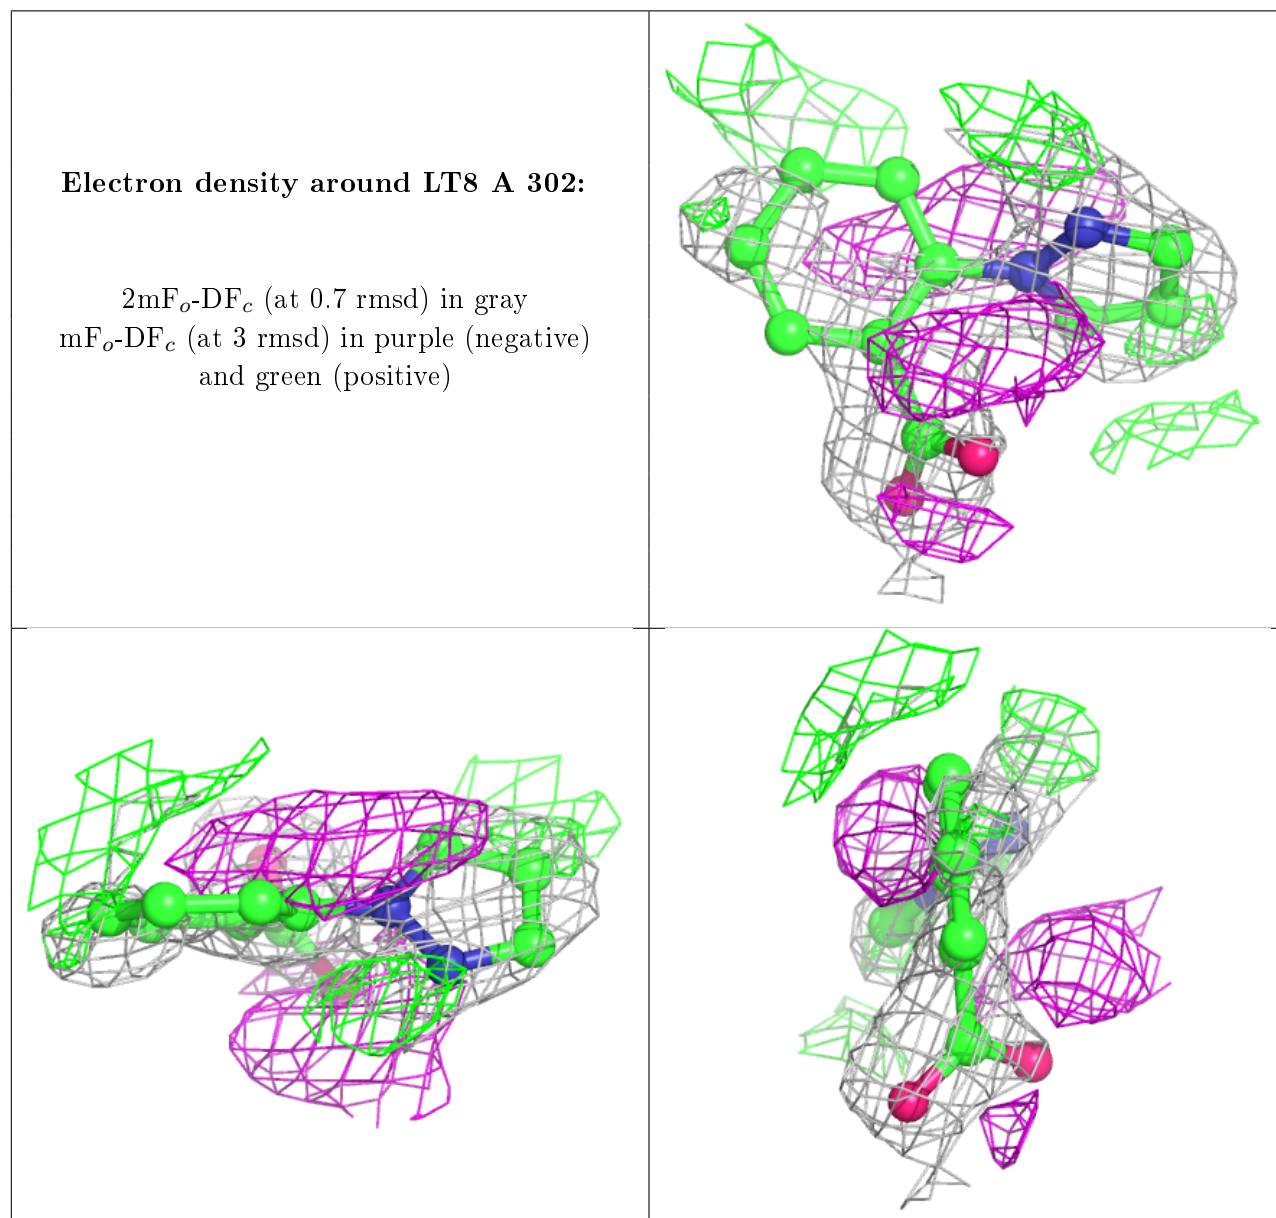 Electron density around LT8 A 302:
2mFₒ-DF𝒸 (at 0.7 rmsd) in gray
mFₒ-DF𝒸 (at 3 rmsd) in purple (negative)
and green (positive)